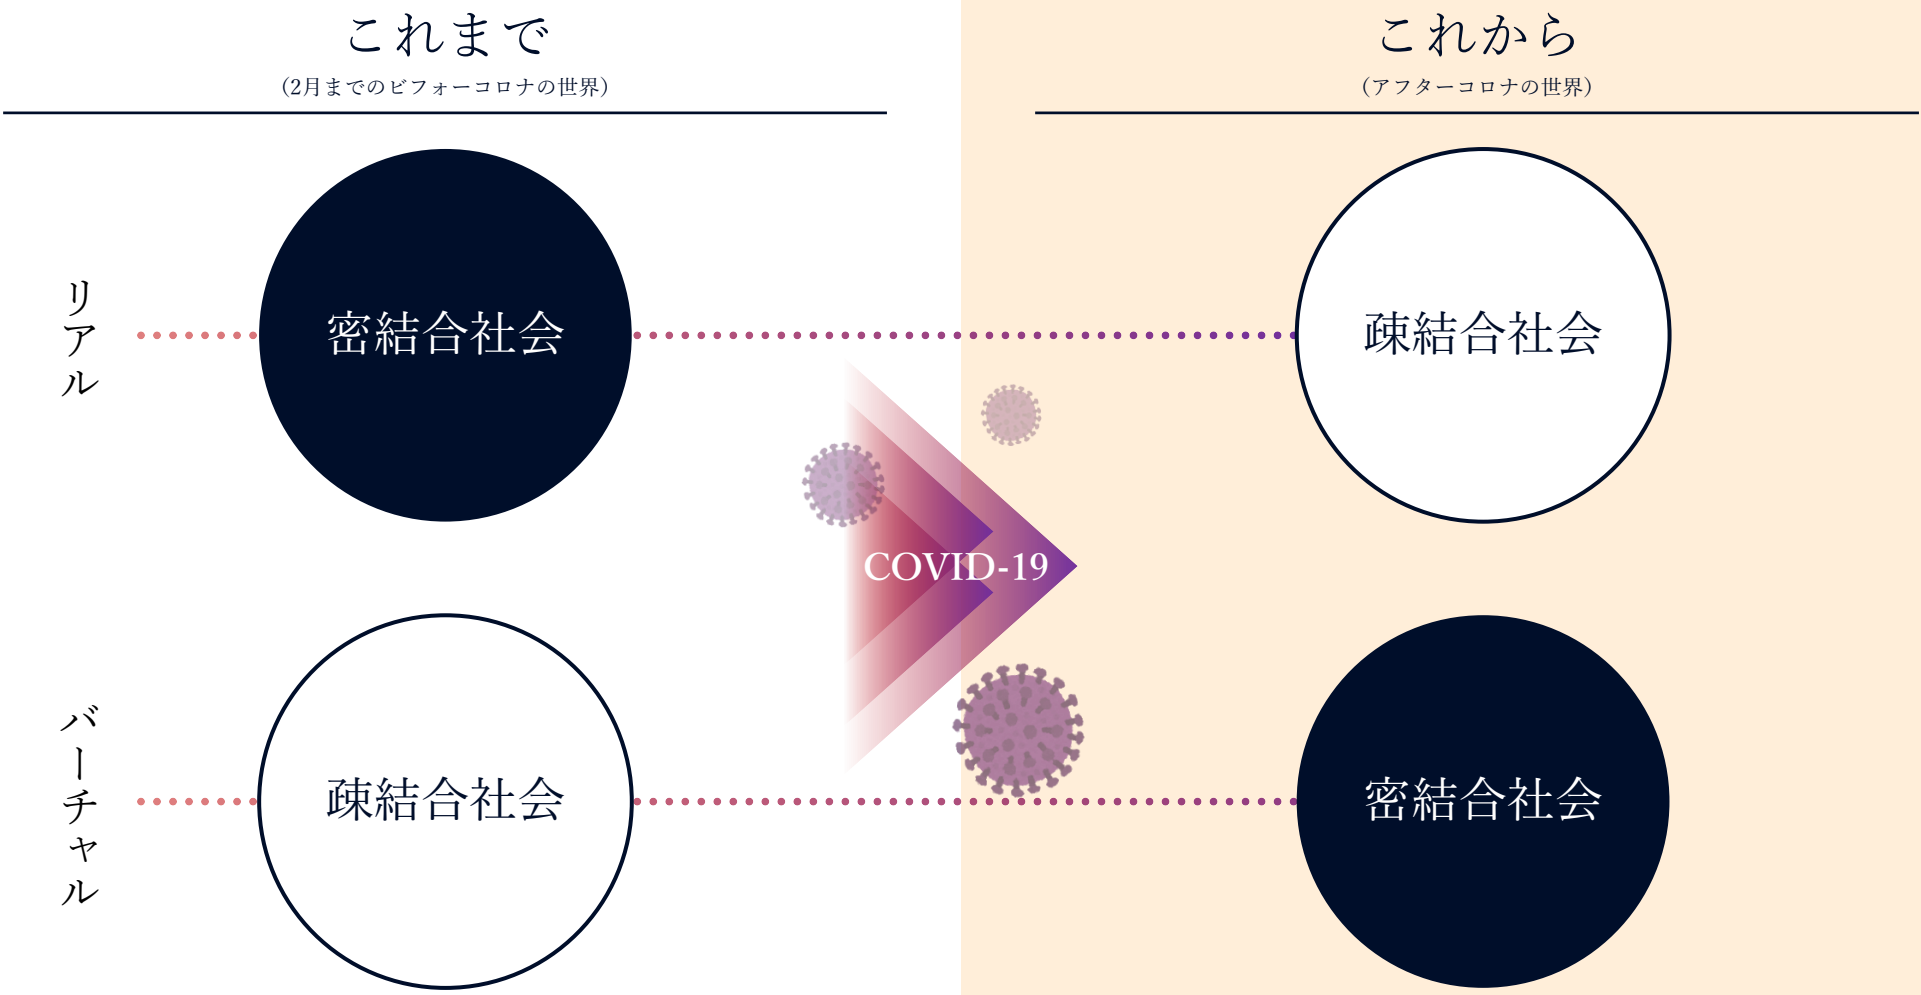 これまで
（2月までのビフォーコロナの世界）
これから
（アフターコロナの世界）
リアル
密結合社会
疎結合社会
COVID-19
バーチャル
疎結合社会
密結合社会